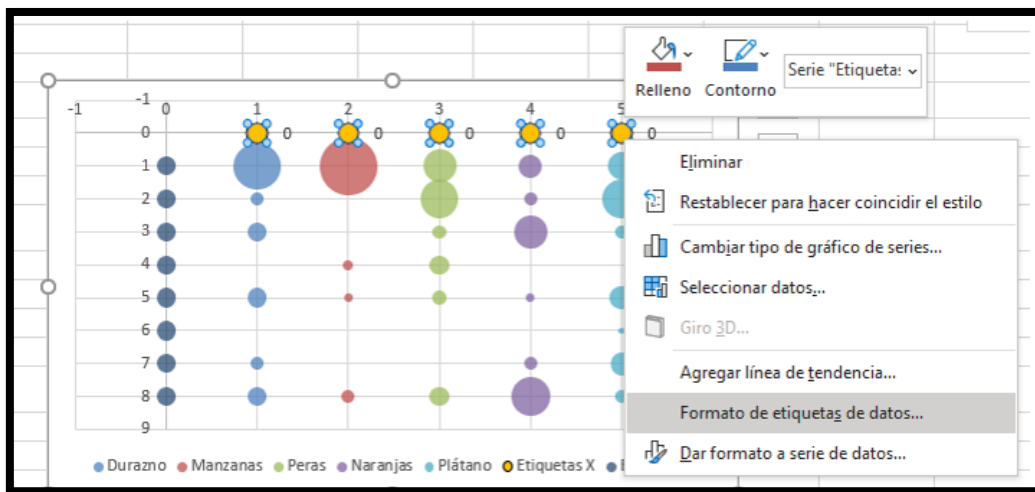 Relleno Contorno Serie "Etiqueta:
-1 -1 0 1 2 3 4 5
0 0 0 0 0 0
1
2
3
4
5
6
7
8
9
Durazno Manzanas Peras Naranjas Plátano Etiquetas X
Eliminar
Restablecer para hacer coincidir el estilo
Cambiar tipo de gráfico de series...
Seleccionar datos...
Giro 3D...
Agregar línea de tendencia...
Formato de etiquetas de datos...
Dar formato a serie de datos...